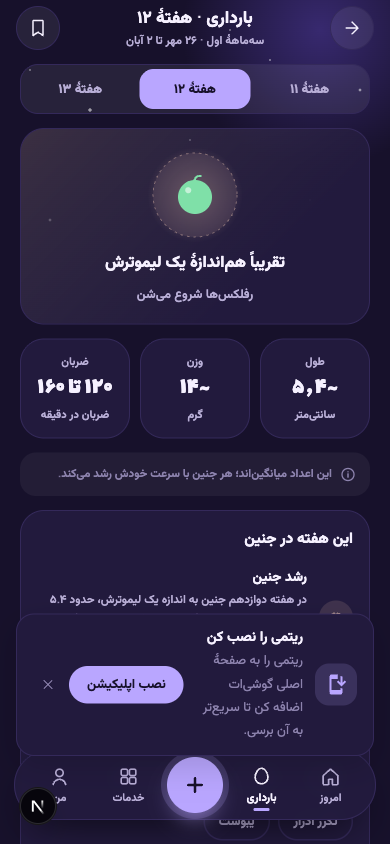 بارداری · هفتهٔ ۱۲
سه‌ماههٔ اول · ۲۶ مهر تا ۲ آبان
هفتهٔ ۱۱
هفتهٔ ۱۲
هفتهٔ ۱۳
تقریباً هم‌اندازهٔ یک لیموترش
رفلکس‌ها شروع می‌شن
طول
~۵٫۴
سانتی‌متر
وزن
~۱۴
گرم
ضربان
۱۲۰ تا ۱۶۰
ضربان در دقیقه
این اعداد میانگین‌اند؛ هر جنین با سرعت خودش رشد می‌کند.
این هفته در جنین
رشد جنین
در هفته دوازدهم جنین به اندازه یک لیموترش، حدود ۵.۴
ریتمی را نصب کن
ریتمی را به صفحهٔ
اصلی گوشی‌ات
اضافه کن تا سریع‌تر
به آن برسی.
نصب اپلیکیشن
امروز
بارداری
خدمات
من
N
تکرر ادرار
یبوست